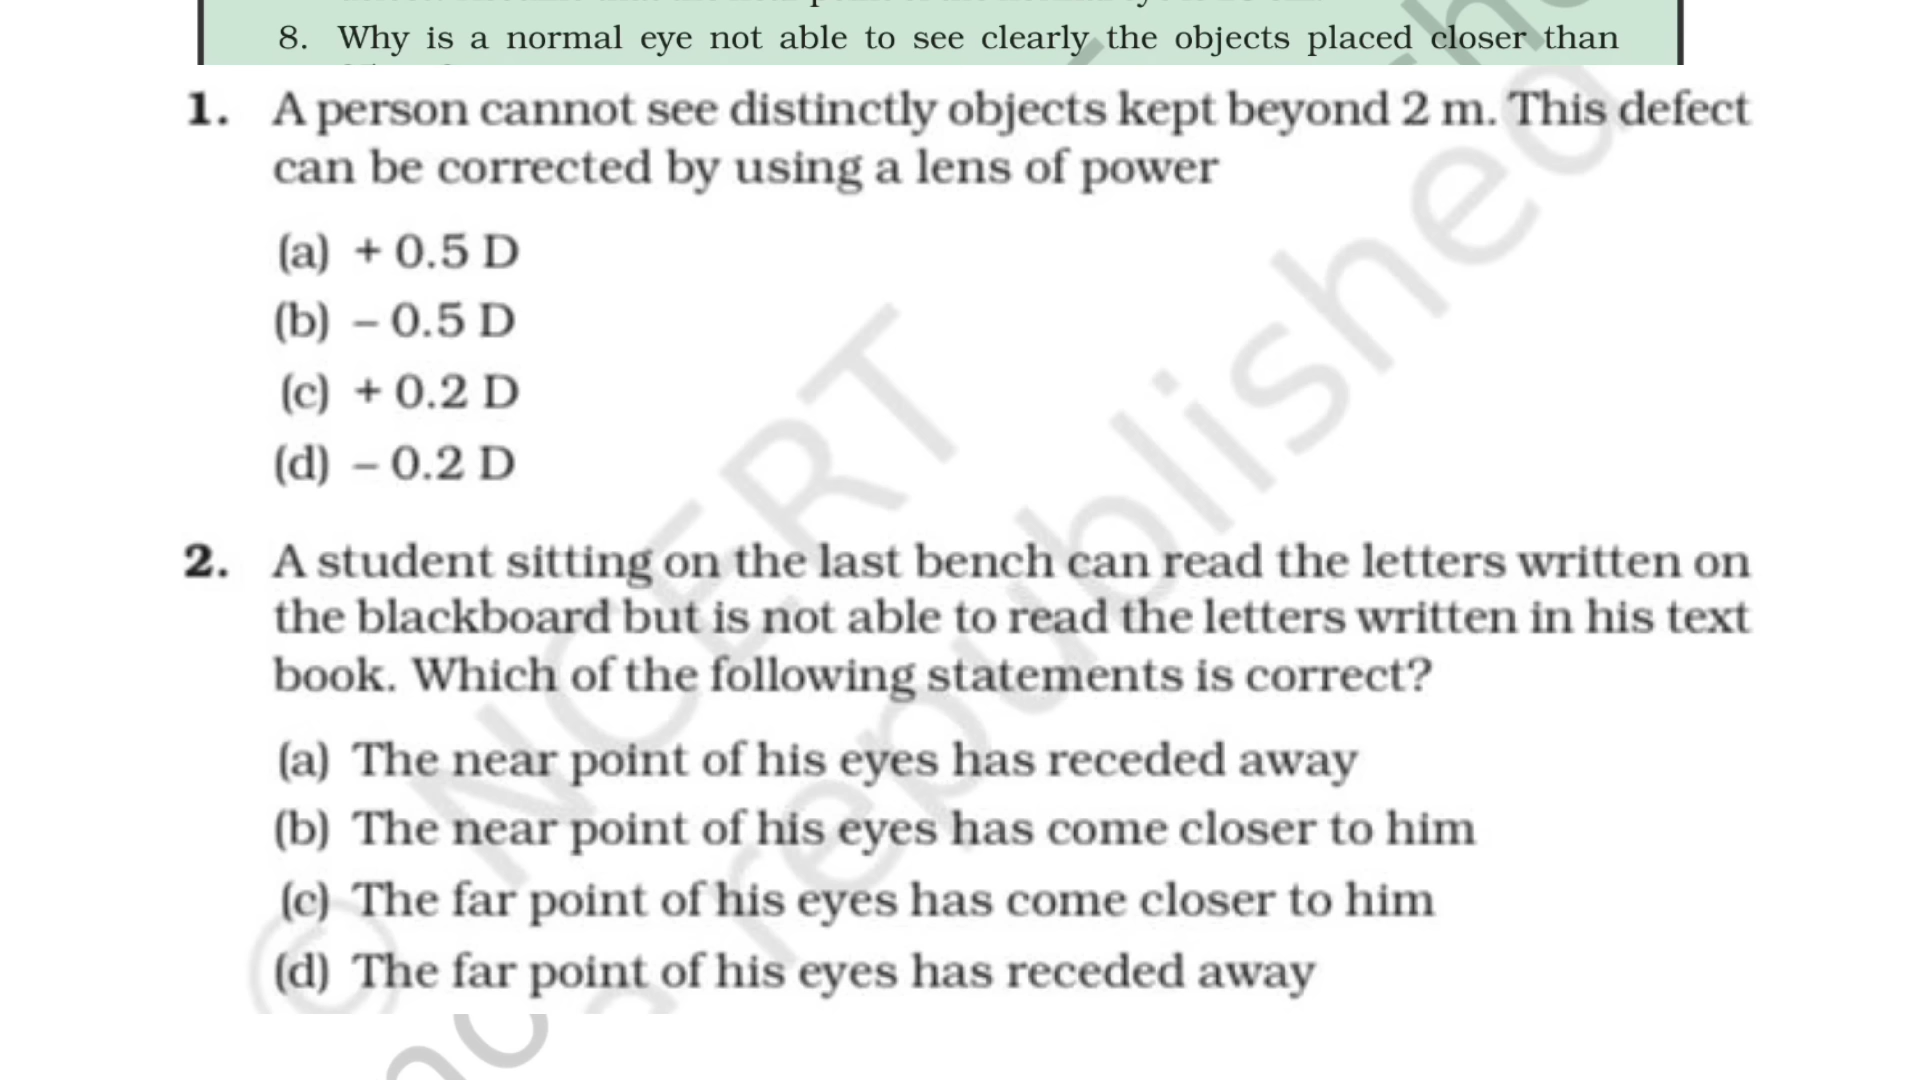 8. Why is a normal eye not able to see clearly the objects placed closer than
1. A person cannot see distinctly objects kept beyond 2 m. This defect
can be corrected by using a lens of power
(a) + 0.5 D
(b) – 0.5 D
(c) + 0.2 D
(d) – 0.2 D
2. A student sitting on the last bench can read the letters written on
the blackboard but is not able to read the letters written in his text
book. Which of the following statements is correct?
(a) The near point of his eyes has receded away
(b) The near point of his eyes has come closer to him
(c) The far point of his eyes has come closer to him
(d) The far point of his eyes has receded away
© NCERT
republished